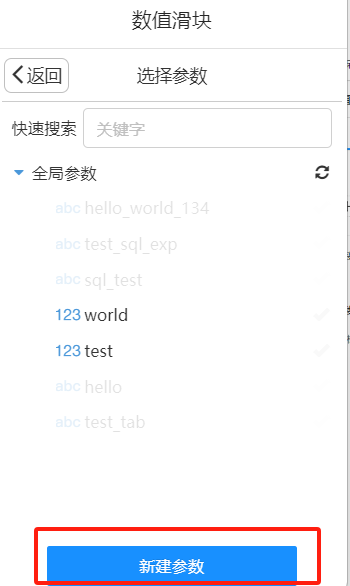 数值滑块
返回
选择参数
快速搜索 关键字
全局参数
abc hello_world_134
abc test_sql_exp
abc sql_test
123 world
123 test
abc hello
abc test_tab
新建参数